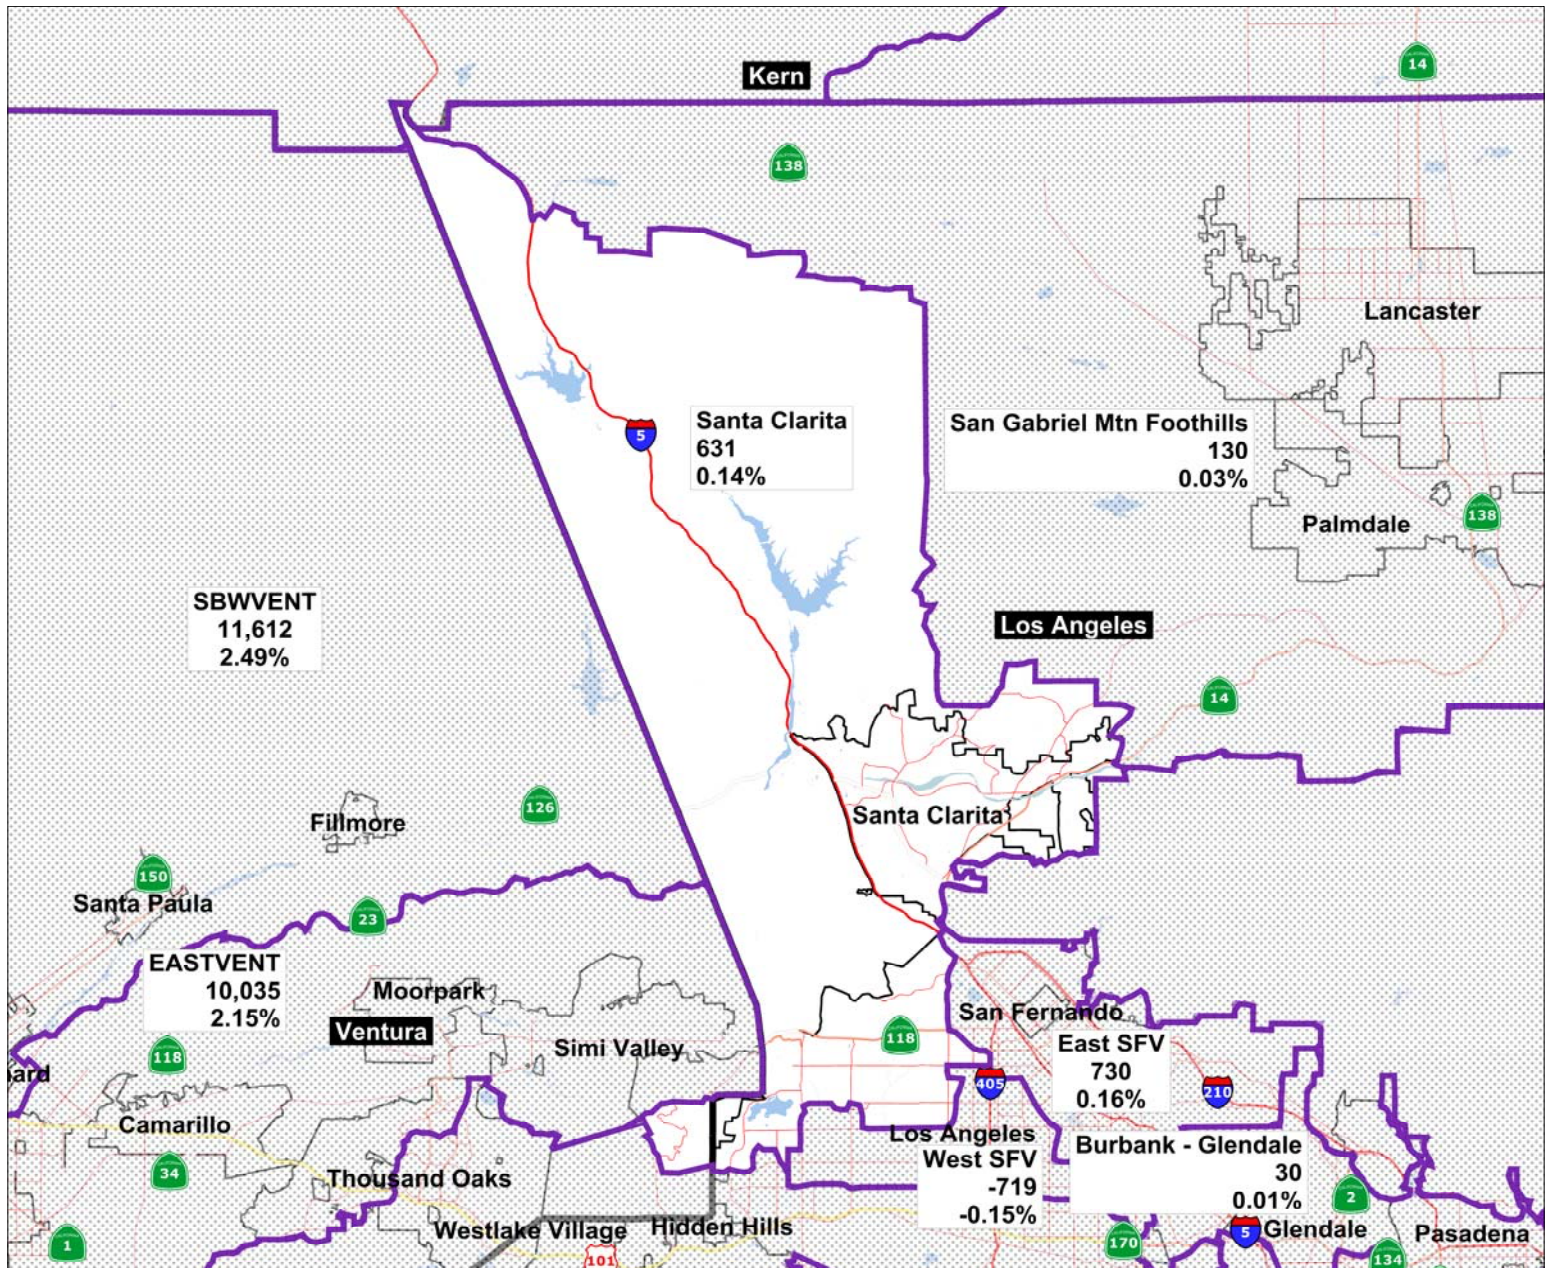 Kern
14
138
Lancaster
Santa Clarita
631
0.14%
San Gabriel Mtn Foothills
130
0.03%
5
138
Palmdale
SBWVENT
11,612
2.49%
Los Angeles
14
126
Fillmore
Santa Clarita
150
Santa Paula
23
EASTVENT
10,035
2.15%
Moorpark
Ventura
San Fernando
118
Simi Valley
118
East SFV
730
0.16%
ard
405
210
Camarillo
Los Angeles
West SFV
-719
-0.15%
Burbank - Glendale
30
0.01%
34
Thousand Oaks
2
Westlake Village
Hidden Hills
1
101
170
5
Glendale
Pasadena
134